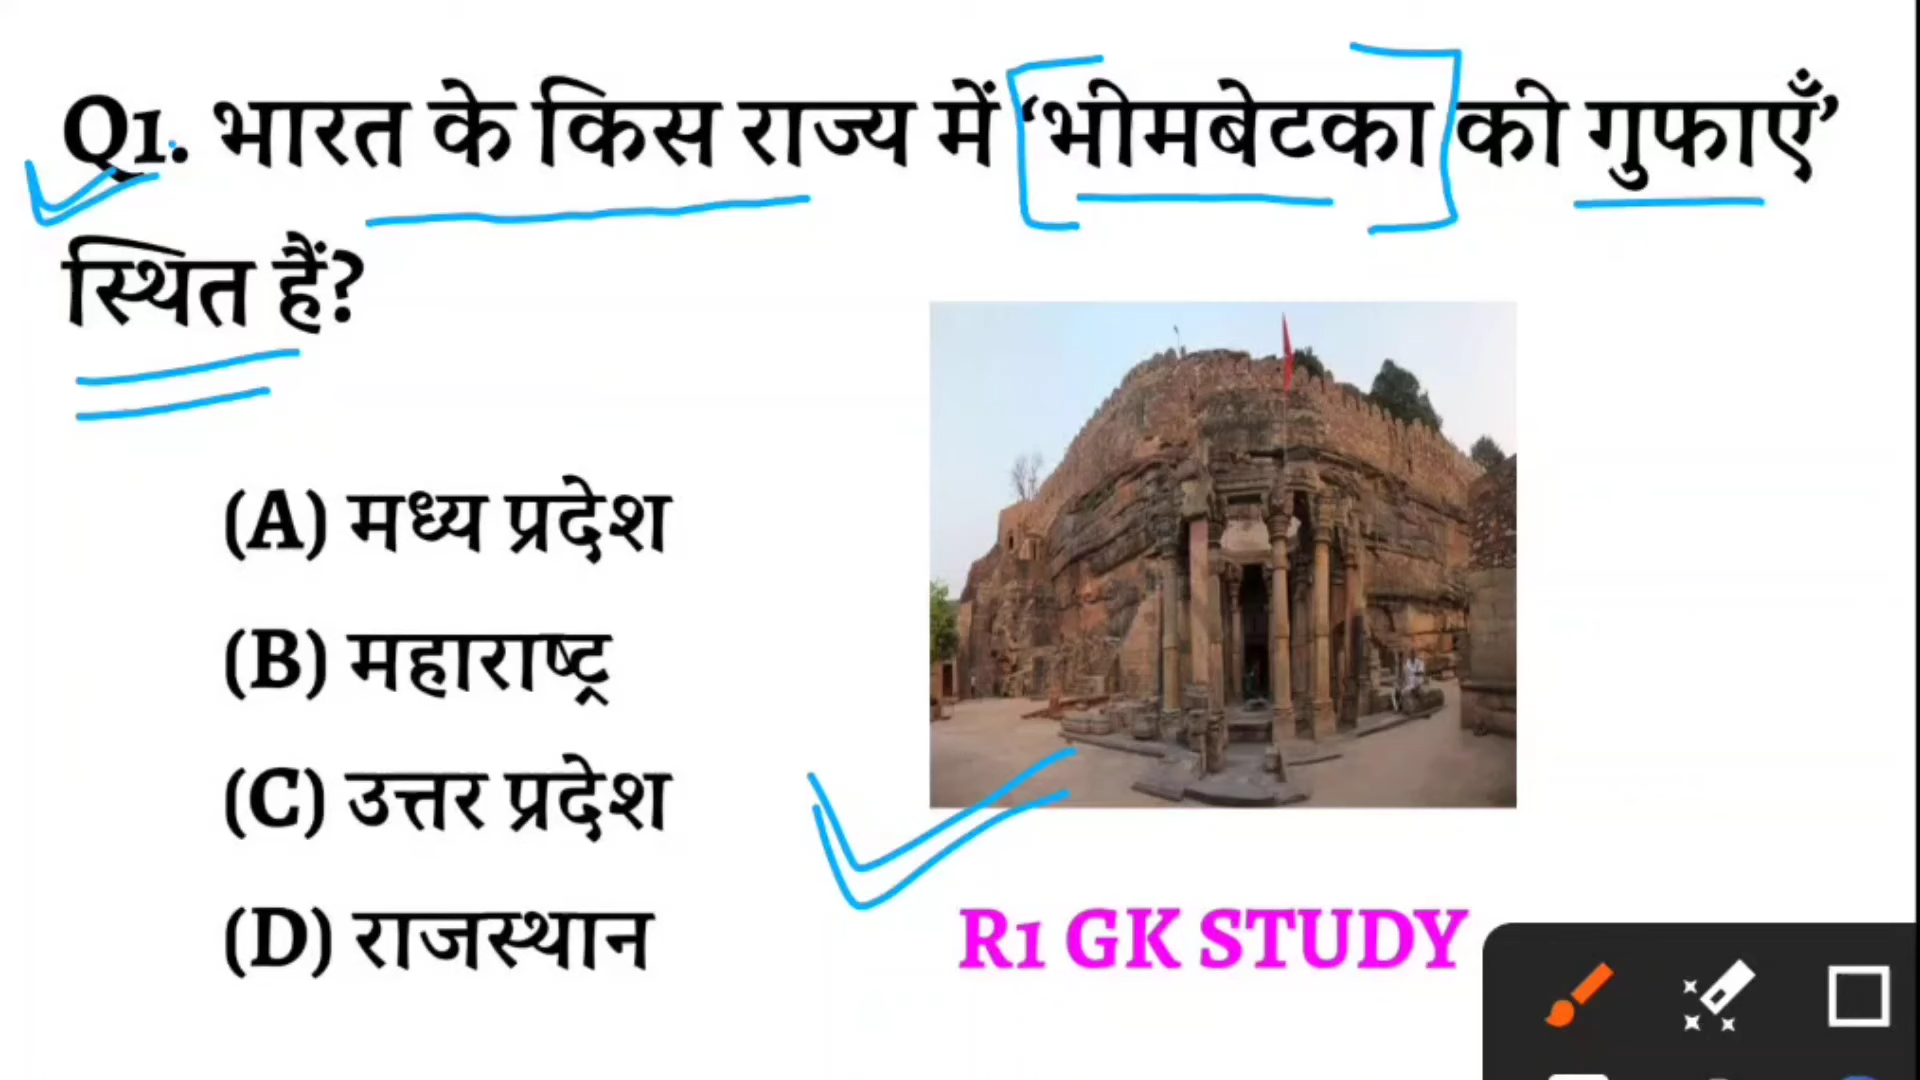 Q1. भारत के किस राज्य में ‘भीमबेटका की गुफाएँ’
स्थित हैं?
(A) मध्य प्रदेश
(B) महाराष्ट्र
(C) उत्तर प्रदेश
(D) राजस्थान
R1 GK STUDY